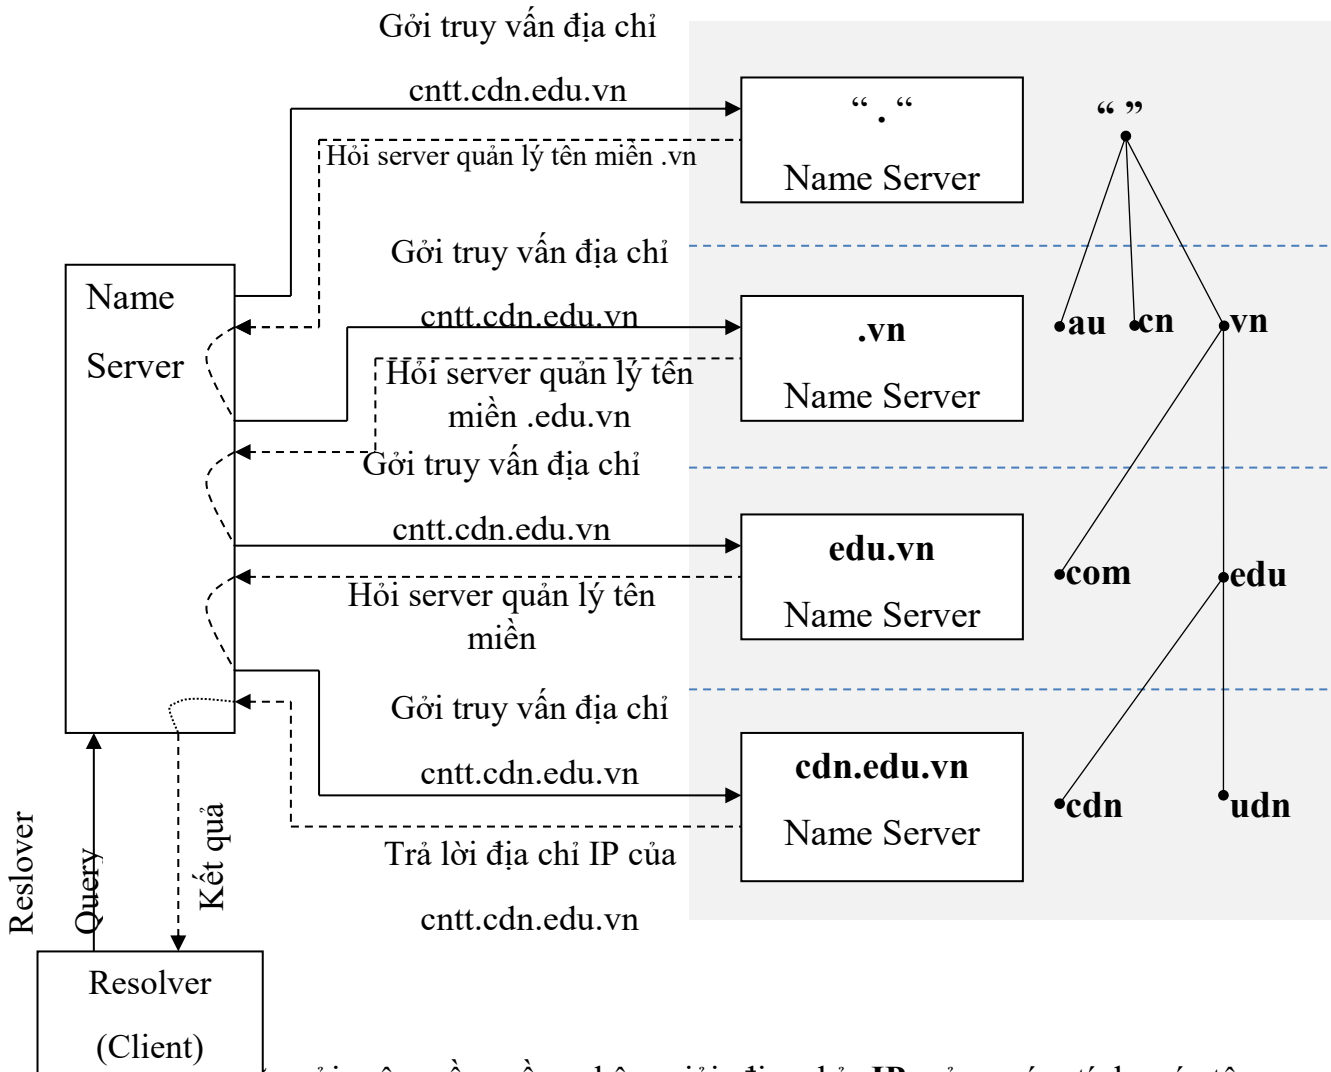 Gởi truy vấn địa chỉ
cntt.cdn.edu.vn
“ . “
Name Server
“ ”
Hỏi server quản lý tên miền .vn
Gởi truy vấn địa chỉ
cntt.cdn.edu.vn
Name
Server
.vn
Name Server
au
cn
vn
Hỏi server quản lý tên
miền .edu.vn
Gởi truy vấn địa chỉ
cntt.cdn.edu.vn
edu.vn
Name Server
com
edu
Hỏi server quản lý tên
miền
Gởi truy vấn địa chỉ
cntt.cdn.edu.vn
cdn.edu.vn
Name Server
cdn
udn
Trả lời địa chỉ IP của
cntt.cdn.edu.vn
Reslover
Query
Kết quả
Resolver
(Client)
IP